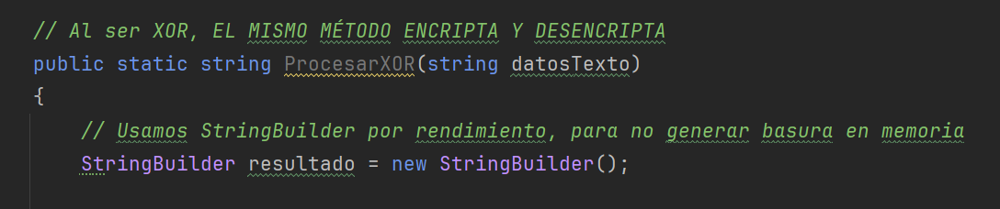 // Al ser XOR, EL MISMO MÉTODO ENCRIPTA Y DESENCRIPTA
public static string ProcesarXOR(string datosTexto)
{
// Usamos StringBuilder por rendimiento, para no generar basura en memoria
StringBuilder resultado = new StringBuilder();